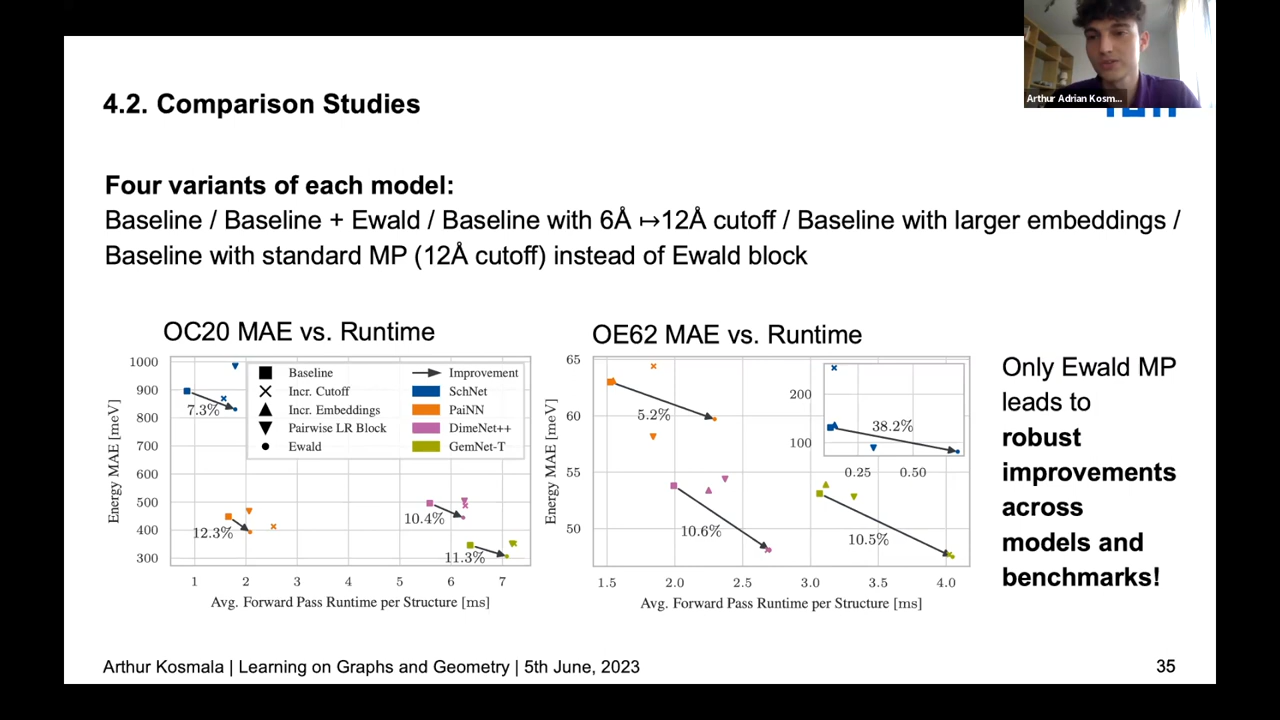 Arthur Adrian Kosm...
4.2. Comparison Studies
Four variants of each model:
Baseline / Baseline + Ewald / Baseline with 6Å ↦12Å cutoff / Baseline with larger embeddings /
Baseline with standard MP (12Å cutoff) instead of Ewald block
OC20 MAE vs. Runtime
Energy MAE [meV]
1000
900
800
700
600
500
400
300
1 2 3 4 5 6 7
Avg. Forward Pass Runtime per Structure [ms]
Baseline
Incr. Cutoff
Incr. Embeddings
Pairwise LR Block
Ewald
Improvement
SchNet
PaiNN
DimeNet++
GemNet-T
7.3%
12.3%
10.4%
11.3%
OE62 MAE vs. Runtime
Energy MAE [meV]
65
60
55
50
1.5 2.0 2.5 3.0 3.5 4.0
Avg. Forward Pass Runtime per Structure [ms]
5.2%
10.6%
10.5%
200
100
38.2%
0.25 0.50
Only Ewald MP
leads to
robust
improvements
across
models and
benchmarks!
Arthur Kosmala | Learning on Graphs and Geometry | 5th June, 2023
35